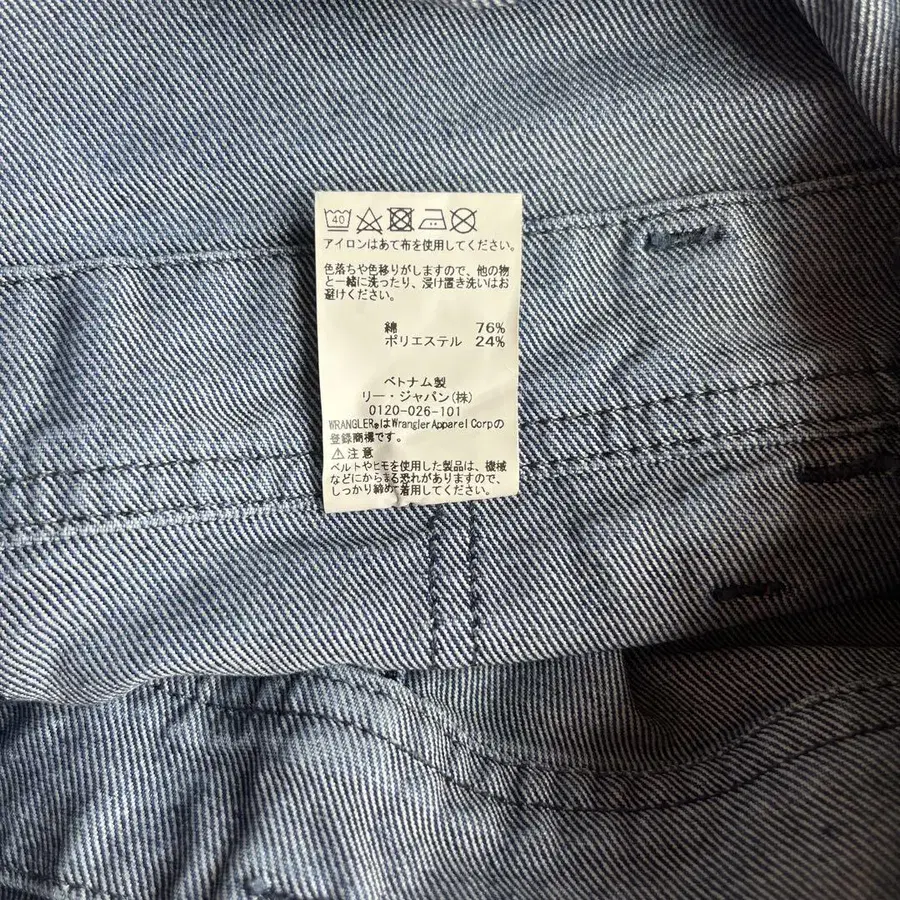 40
アイロンはあて布を使用してください。
色落ちや色移りがしますので、他の物
と一緒に洗ったり、浸け置き洗いはお
避けください。
綿 76%
ポリエステル 24%
ベトナム製
リー・ジャパン(株)
0120-026-101
WRANGLER®はWrangler Apparel Corpの
登録商標です。
⚠注意
ベルトやヒモを使用した製品は、機械
などにからまる恐れがありますので、
しっかり締めて着用してください。